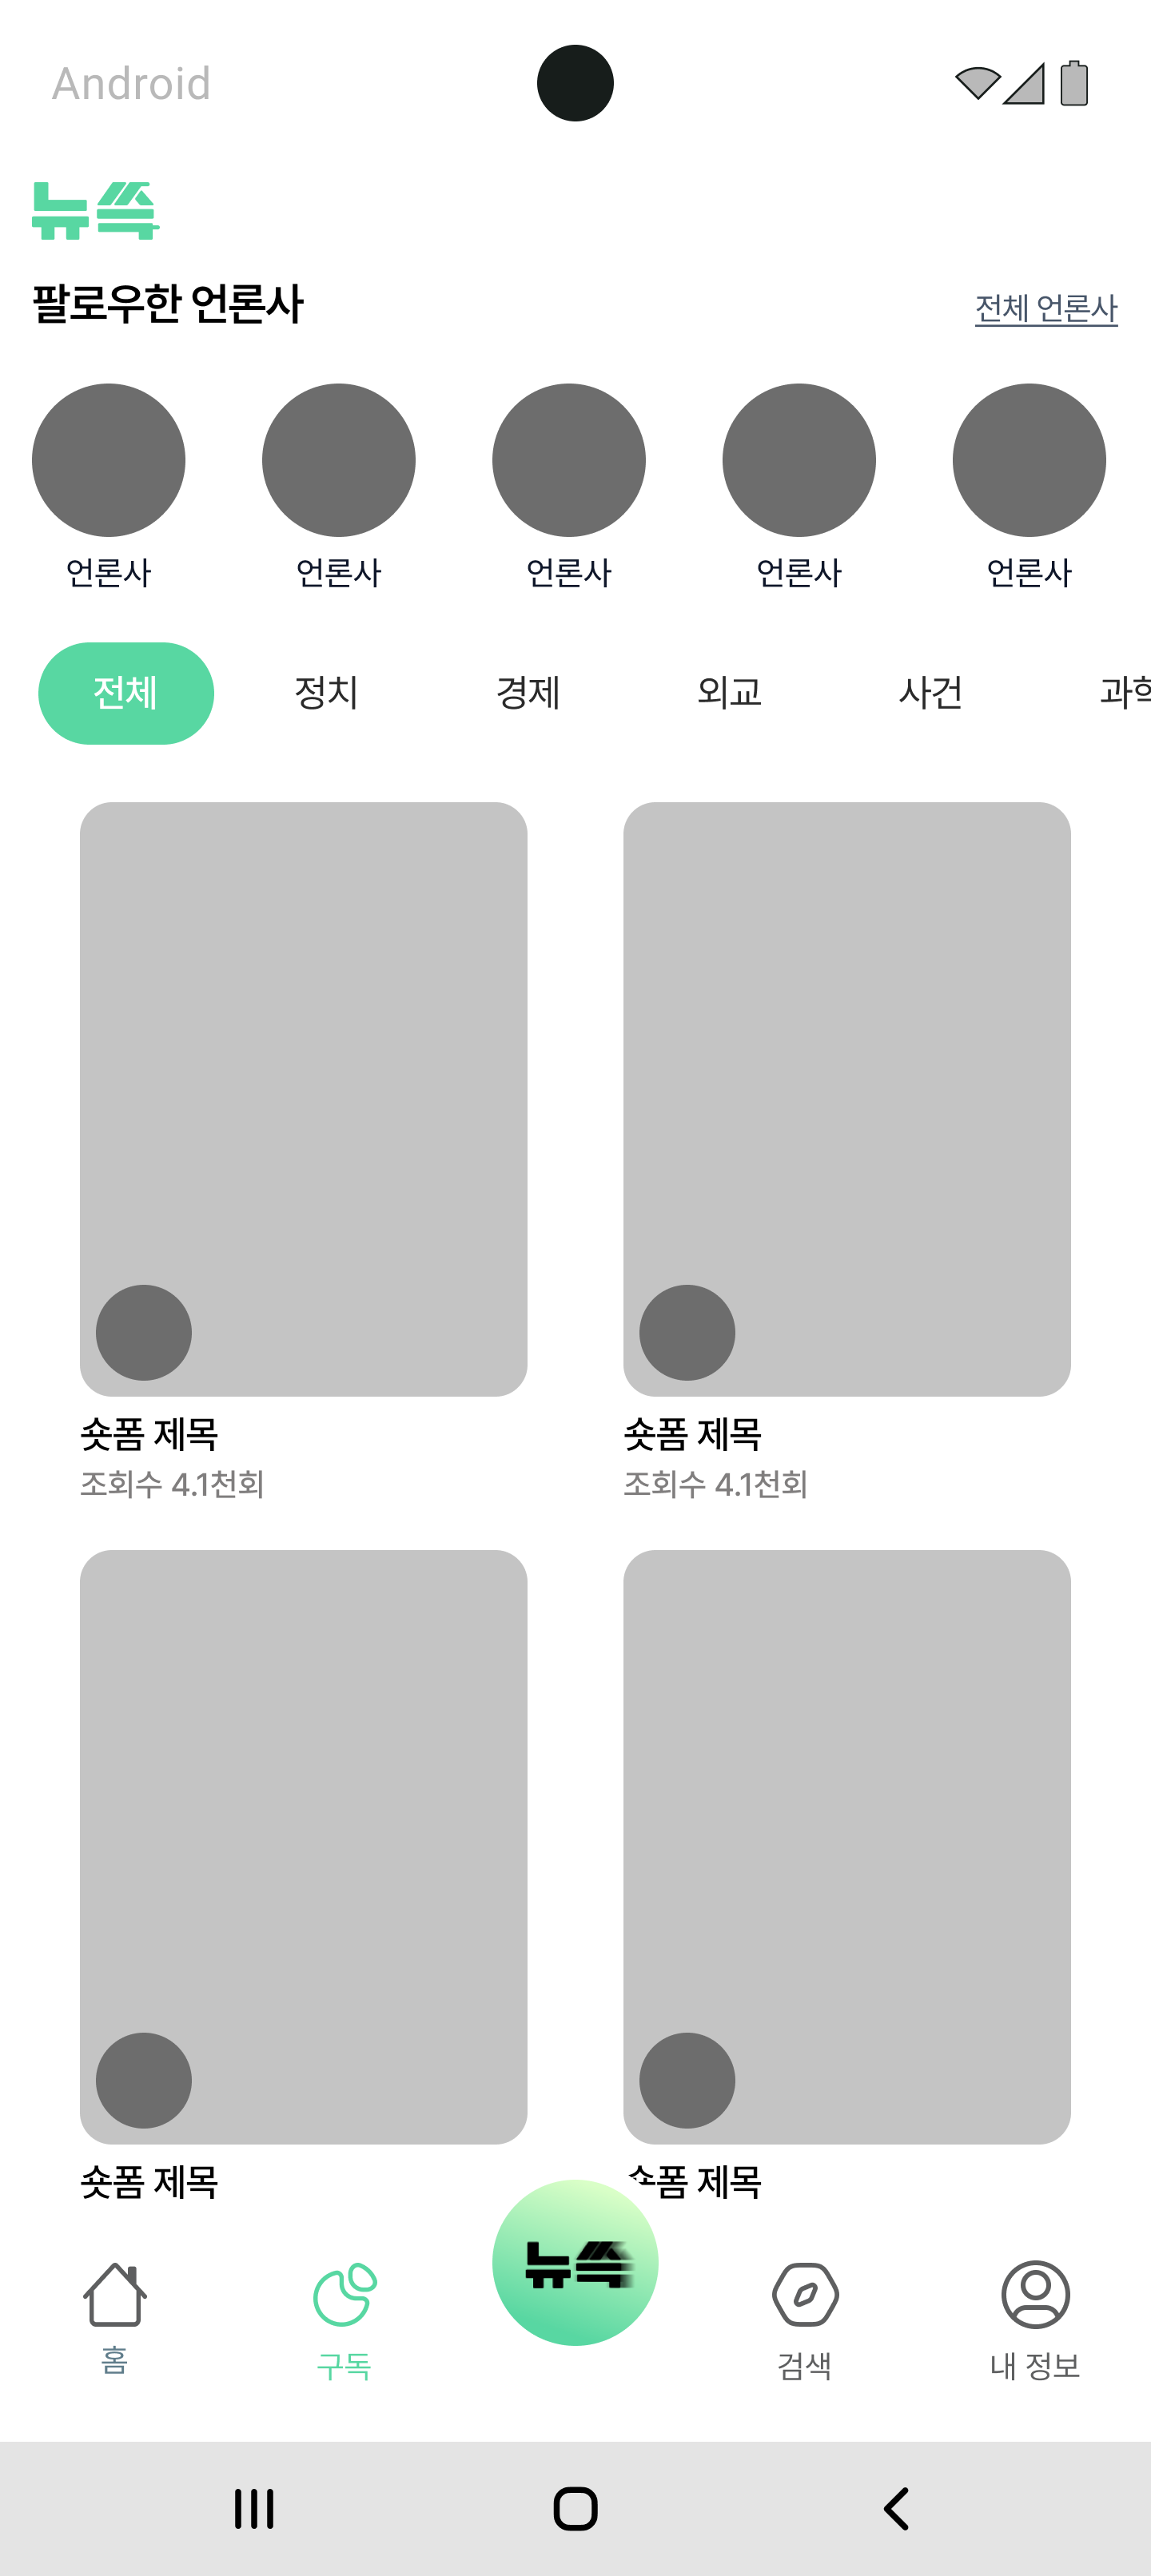 Android
뉴쓱
팔로우한 언론사
전체 언론사
언론사 언론사 언론사 언론사 언론사
전체 정치 경제 외교 사건
숏폼 제목 숏폼 제목
조회수 4.1천회 조회수 4.1천회
숏폼 제목 숏폼 제목
뉴쓱
홈 구독 검색 내 정보